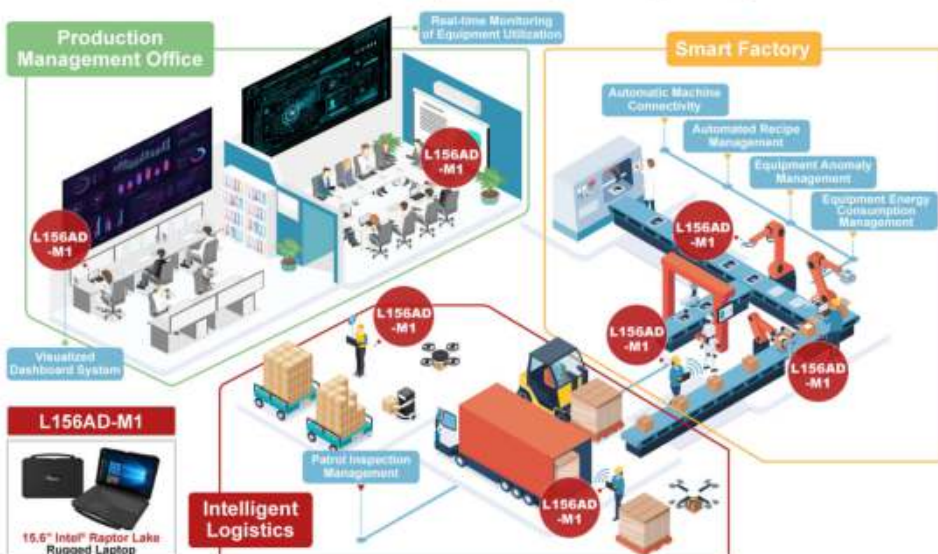 Production
Management Office
Real-time Monitoring
of Equipment Utilization
Smart Factory
Automatic Machine
Connectivity
Automated Recipe
Management
Equipment Anomaly
Management
Equipment Energy
Consumption
Management
L156AD
-M1
L156AD
-M1
L156AD
-M1
L156AD
-M1
L156AD
-M1
L156AD
-M1
Visualized
Dashboard System
L156AD-M1
15.6" Intel® Raptor Lake
Rugged Laptop
Patrol Inspection
Management
Intelligent
Logistics
L156AD
-M1